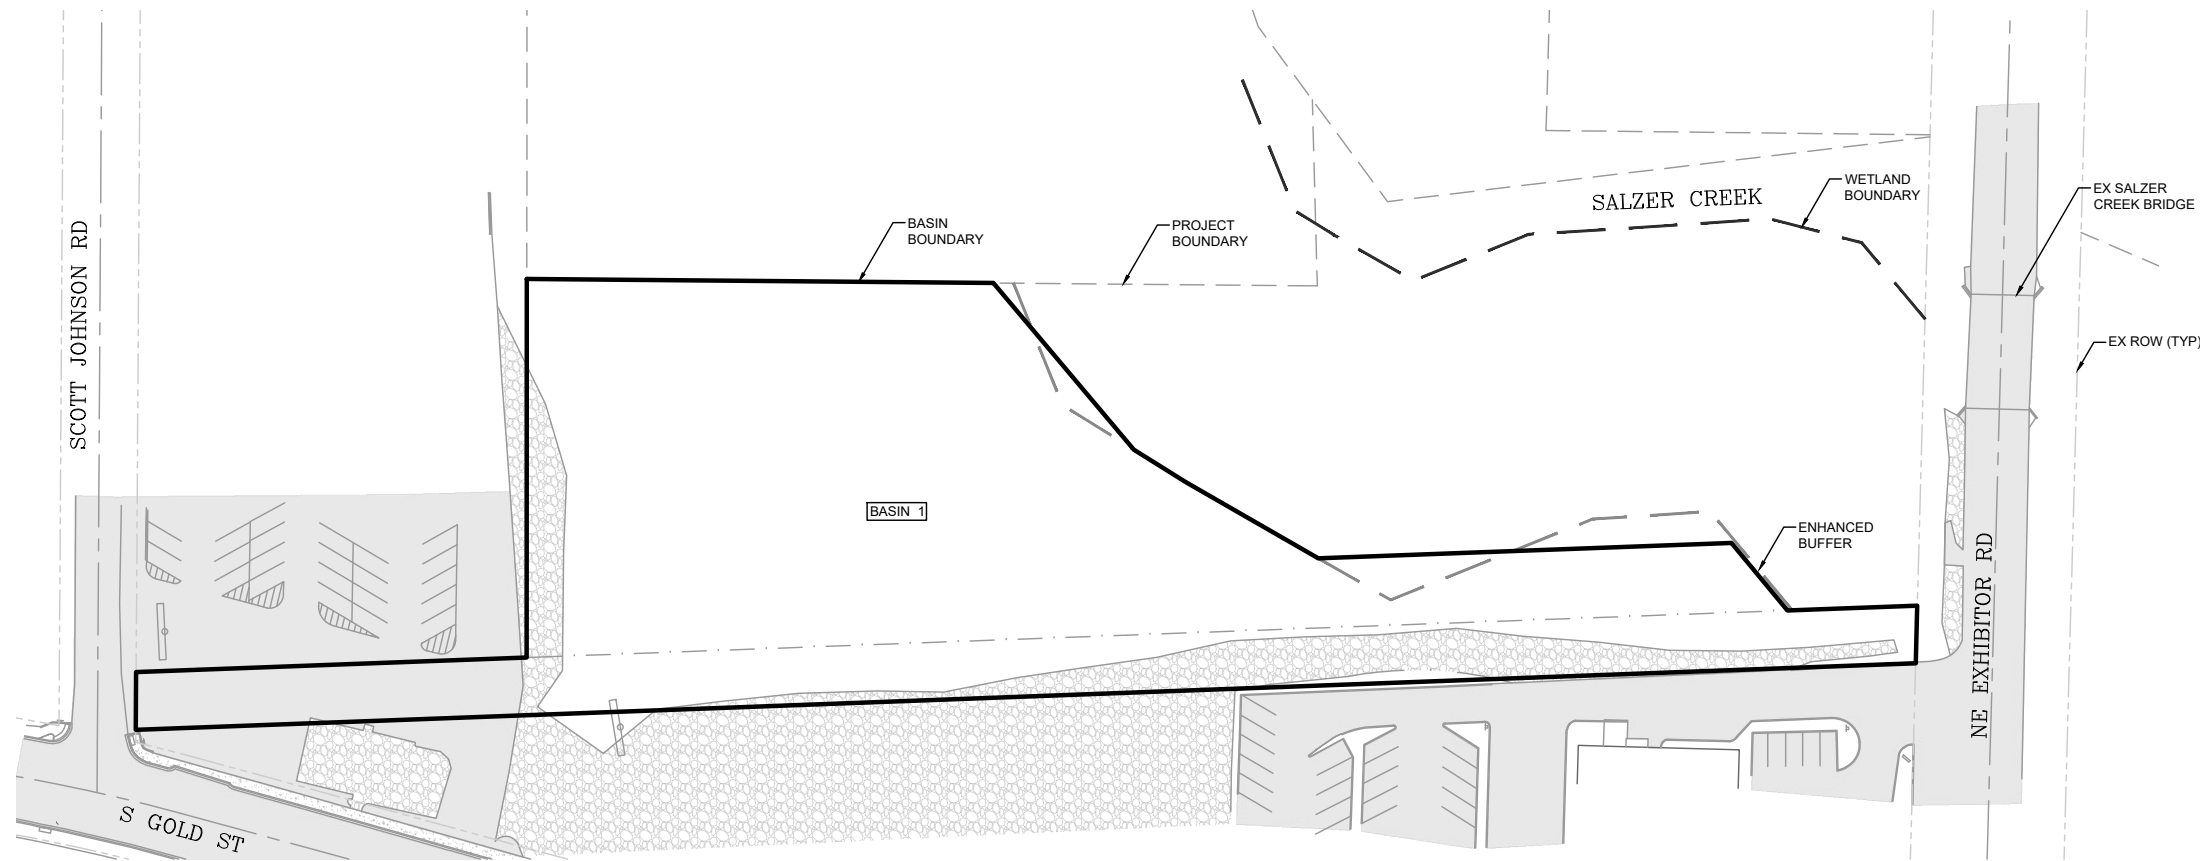 SCOTT JOHNSON RD
BASIN
BOUNDARY
PROJECT
BOUNDARY
SALZER CREEK
WETLAND
BOUNDARY
EX SALZER
CREEK BRIDGE
EX ROW (TYP)
BASIN 1
ENHANCED
BUFFER
NE EXHIBITOR RD
S GOLD ST